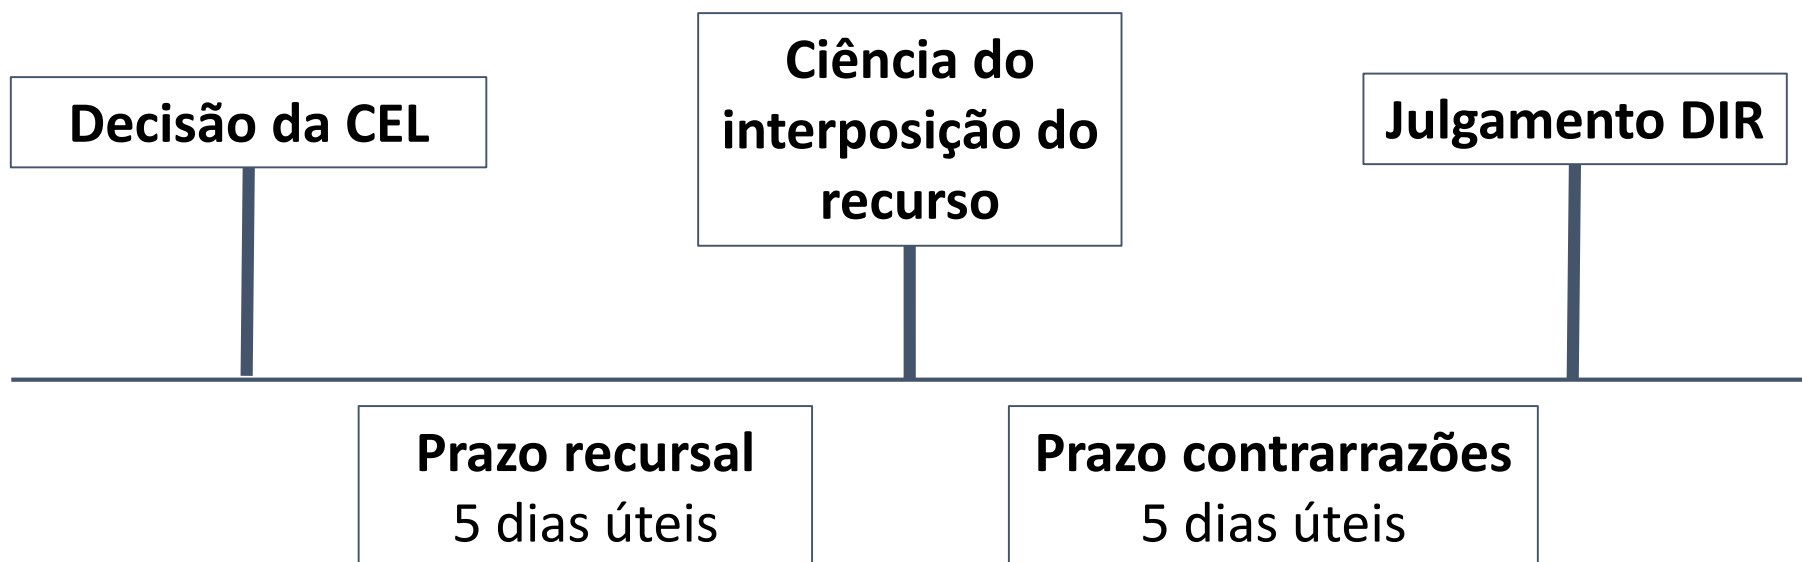 Decisão da CEL
Ciência do
interposição do
recurso
Julgamento DIR
Prazo recursal
5 dias úteis
Prazo contrarrazões
5 dias úteis